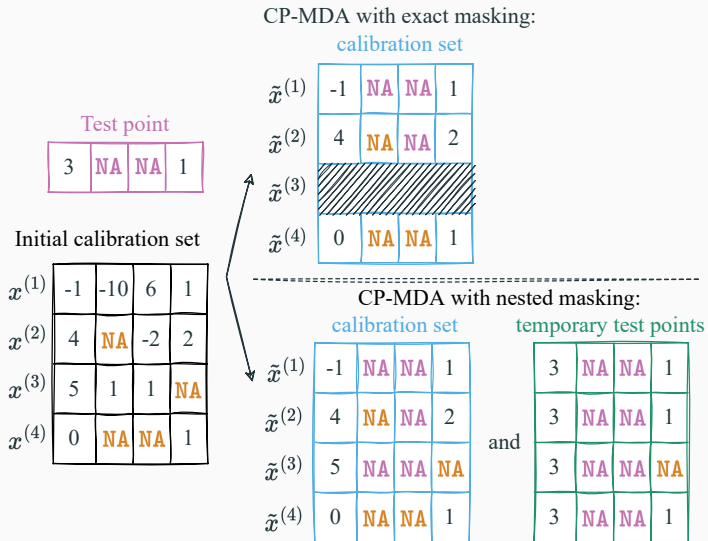 CP-MDA with exact masking:
calibration set
x̃⁽¹⁾ -1 NA NA 1
x̃⁽²⁾ 4 NA NA 2
x̃⁽³⁾
x̃⁽⁴⁾ 0 NA NA 1
Test point
3 NA NA 1
Initial calibration set
x⁽¹⁾ -1 -10 6 1
x⁽²⁾ 4 NA -2 2
x⁽³⁾ 5 1 1 NA
x⁽⁴⁾ 0 NA NA 1
CP-MDA with nested masking:
calibration set
x̃⁽¹⁾ -1 NA NA 1
x̃⁽²⁾ 4 NA NA 2
x̃⁽³⁾ 5 NA NA NA
x̃⁽⁴⁾ 0 NA NA 1
and
temporary test points
3 NA NA 1
3 NA NA 1
3 NA NA NA
3 NA NA 1